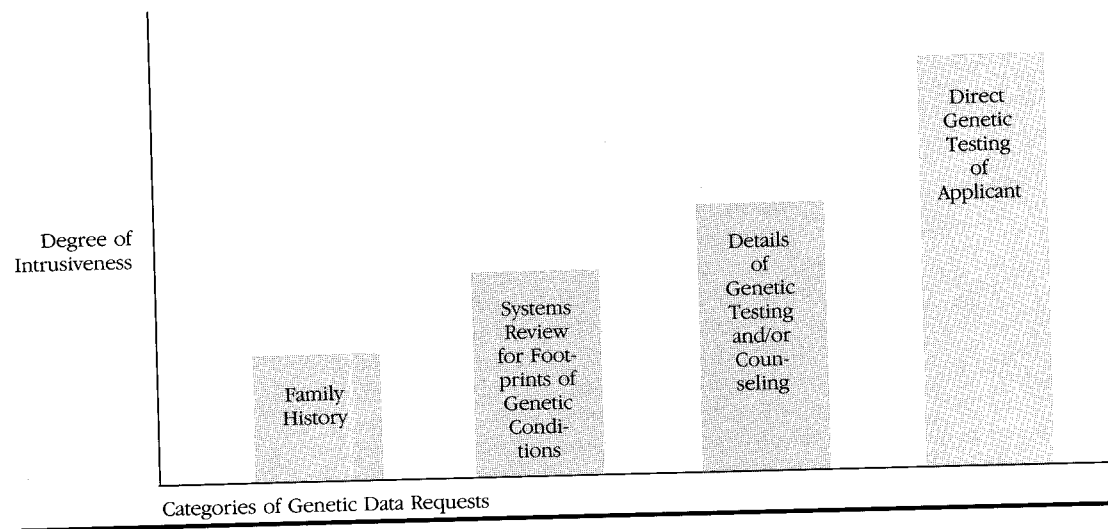 Degree of
Intrusiveness
Family
History
Systems
Review
for Foot-
prints of
Genetic
Condi-
tions
Details
of
Genetic
Testing
and/or
Coun-
seling
Direct
Genetic
Testing
of
Applicant
Categories of Genetic Data Requests